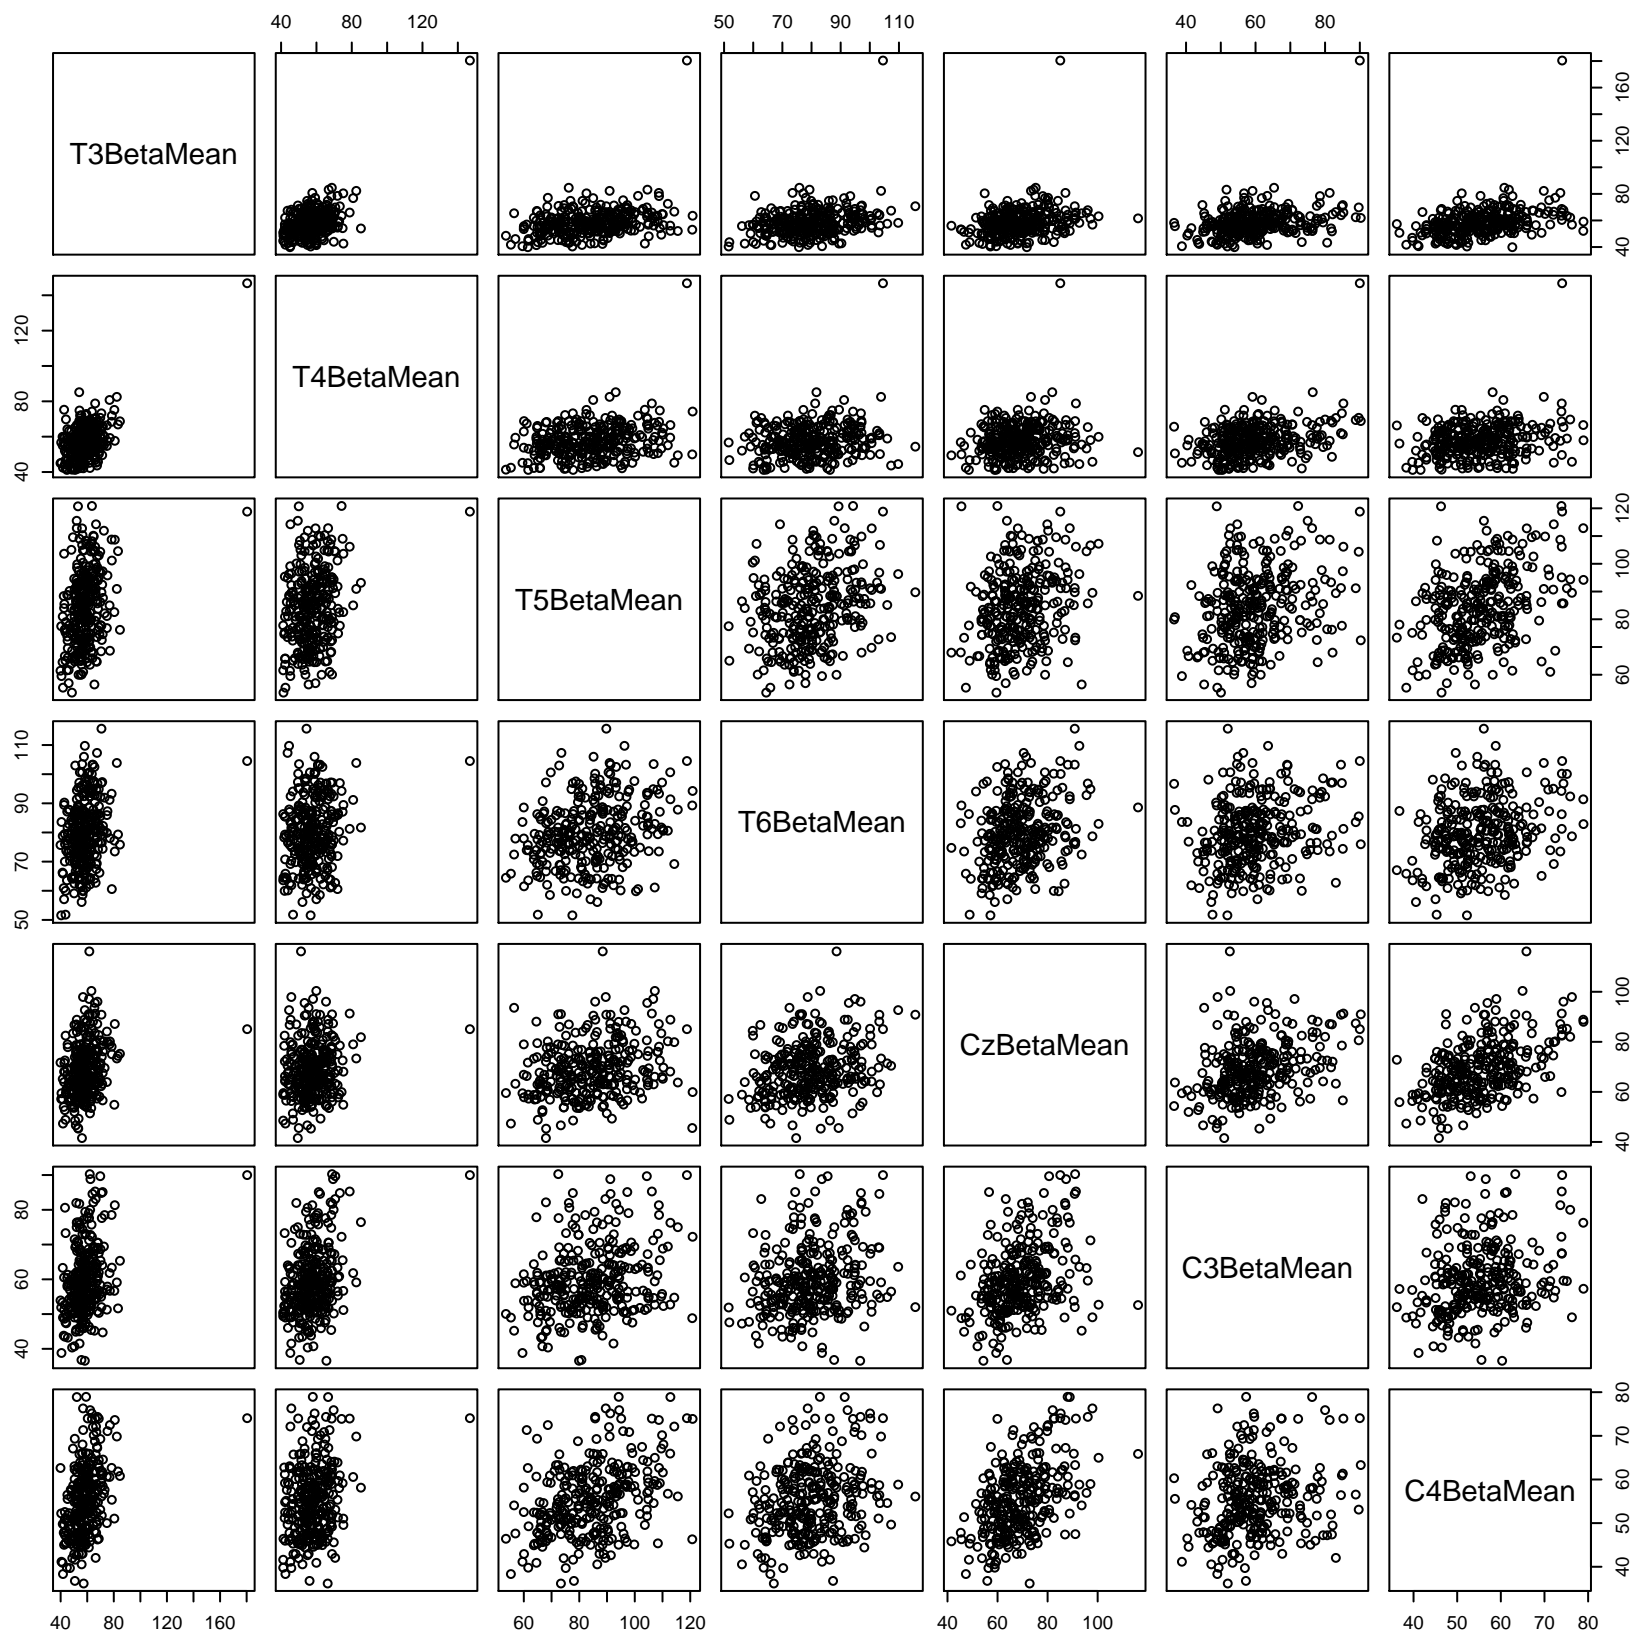 40 80 120 50 70 90 110 40 60 80
T3BetaMean 40 80 120 160
40 80 120 T4BetaMean
T5BetaMean 60 80 100 120
50 70 90 110 T6BetaMean
CzBetaMean 40 60 80 100
40 60 80 C3BetaMean
C4BetaMean 40 50 60 70 80
40 80 120 160 60 80 100 120 40 60 80 100 40 50 60 70 80